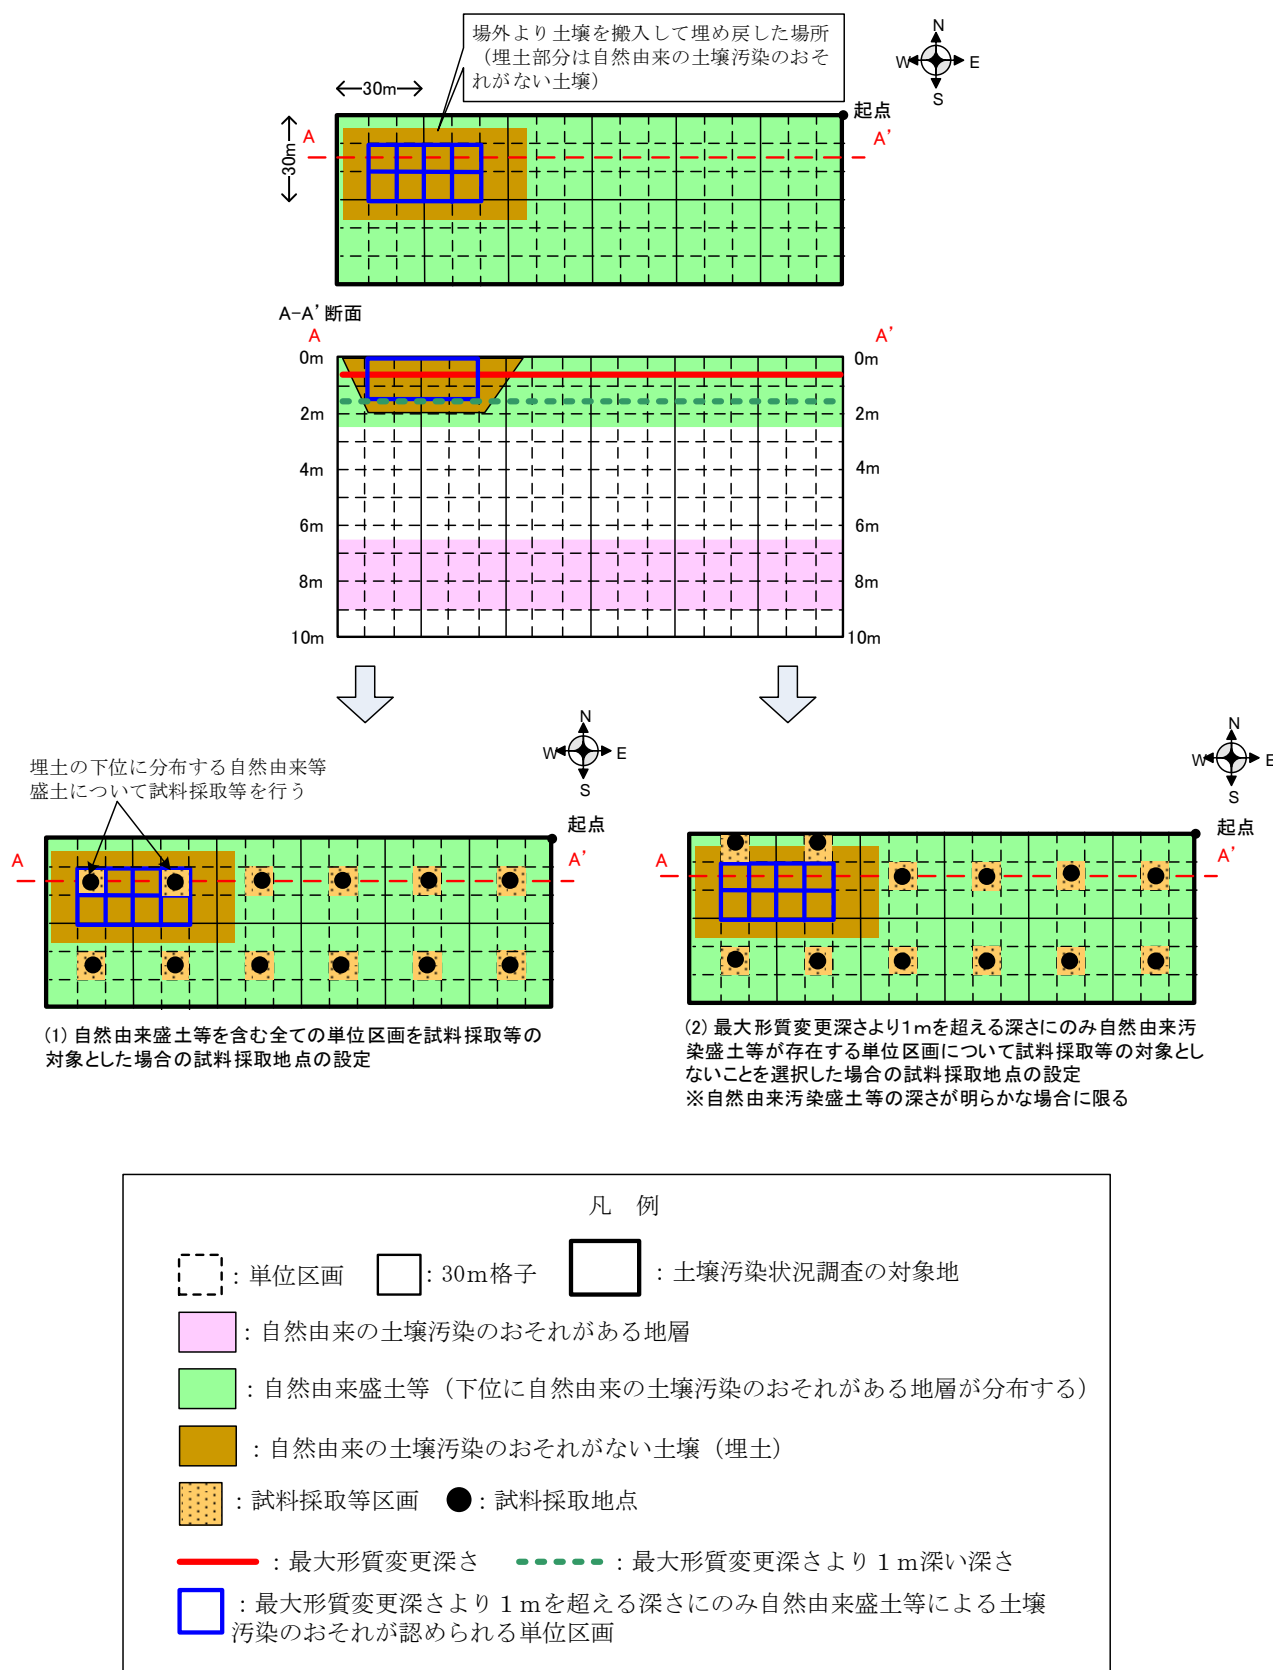 場外より土壌を搬入して埋め戻した場所
（埋土部分は自然由来の土壌汚染のおそ
れがない土壌）
N
W
E
S
30m
起点
30m
A
A'
A-A'断面
A
A'
0m
0m
2m
2m
4m
4m
6m
6m
8m
8m
10m
10m
N
W
E
S
埋土の下位に分布する自然由来等
盛土について試料採取等を行う
起点
A
A'
(1) 自然由来盛土等を含む全ての単位区画を試料採取等の
対象とした場合の試料採取地点の設定
N
W
E
S
起点
A
A'
(2) 最大形質変更深さより1mを超える深さにのみ自然由来汚
染盛土等が存在する単位区画について試料採取等の対象とし
ないことを選択した場合の試料採取地点の設定
※自然由来汚染盛土等の深さが明らかな場合に限る
凡 例
：単位区画
：30m格子
：土壌汚染状況調査の対象地
：自然由来の土壌汚染のおそれがある地層
：自然由来盛土等（下位に自然由来の土壌汚染のおそれがある地層が分布する）
：自然由来の土壌汚染のおそれがない土壌（埋土）
：試料採取等区画
：試料採取地点
：最大形質変更深さ
：最大形質変更深さより１ｍ深い深さ
：最大形質変更深さより１ｍを超える深さにのみ自然由来盛土等による土壌
汚染のおそれが認められる単位区画